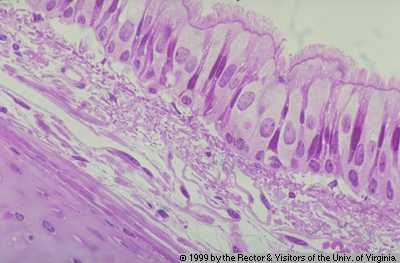 © 1999 by the Rector & Visitors of the Univ. of Virginia